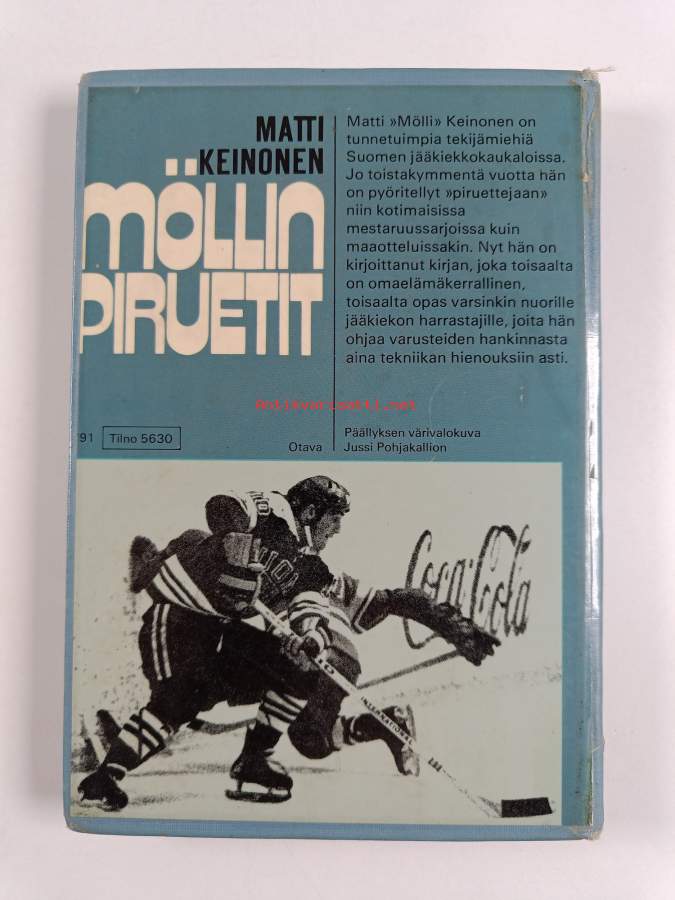 MATTI
KEINONEN
MÖLLIN
PIRUETIT
Matti »Mölli» Keinonen on
tunnetuimpia tekijämiehiä
Suomen jääkiekkokaukaloissa.
Jo toistakymmentä vuotta hän
on pyöritellyt »piruettejaan»
niin kotimaisissa
mestaruussarjoissa kuin
maaotteluissakin. Nyt hän on
kirjoittanut kirjan, joka toisaalta
on omaelämäkerrallinen,
toisaalta opas varsinkin nuorille
jääkiekon harrastajille, joita hän
ohjaa varusteiden hankinnasta
aina tekniikan hienouksiin asti.
Antikvariaatti.net
91 Tilno 5630
Otava
Päällyksen värivalokuva
Jussi Pohjakallion
Coca-Cola
INTERNATIONAL